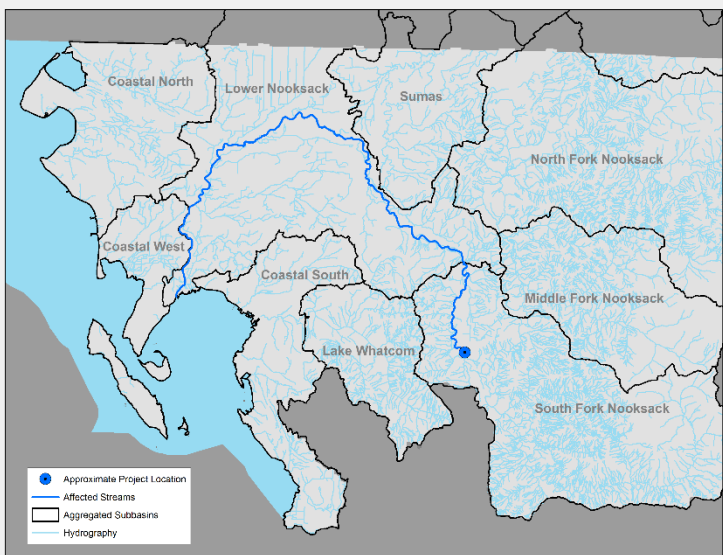 Coastal North
Lower Nooksack
Sumas
North Fork Nooksack
Coastal West
Coastal South
Middle Fork Nooksack
Lake Whatcom
South Fork Nooksack
Approximate Project Location
Affected Streams
Aggregated Subbasins
Hydrography